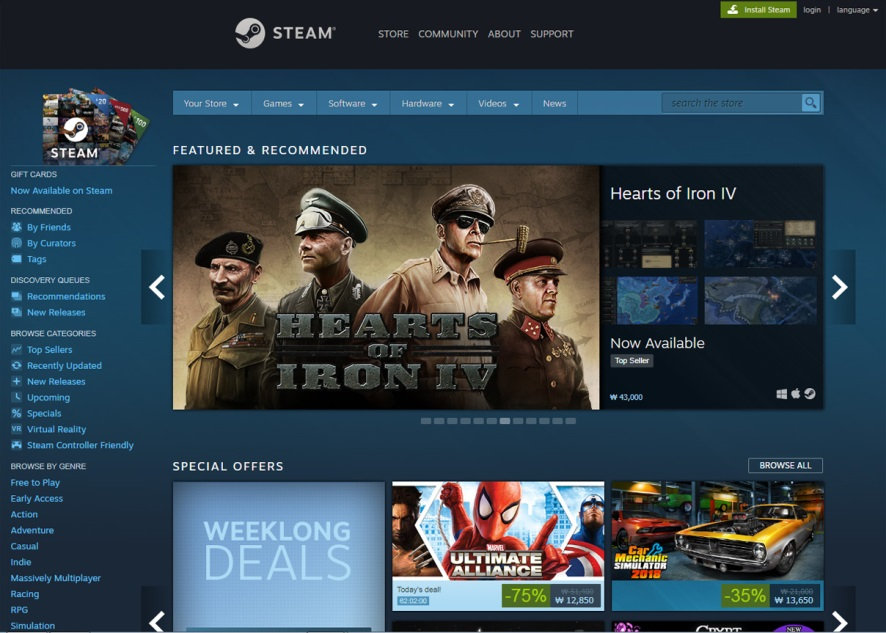 Install Steam
login | language
STEAM®
STORE COMMUNITY ABOUT SUPPORT
Your Store
Games
Software
Hardware
Videos
News
search the store
STEAM
GIFT CARDS
Now Available on Steam
RECOMMENDED
By Friends
By Curators
Tags
DISCOVERY QUEUES
Recommendations
New Releases
BROWSE CATEGORIES
Top Sellers
Recently Updated
New Releases
Upcoming
Specials
VR Virtual Reality
Steam Controller Friendly
BROWSE BY GENRE
Free to Play
Early Access
Action
Adventure
Casual
Indie
Massively Multiplayer
Racing
RPG
Simulation
FEATURED & RECOMMENDED
HEARTS
OF
IRON IV
Hearts of Iron IV
Now Available
Top Seller
₩ 43,000
SPECIAL OFFERS
BROWSE ALL
WEEKLONG
DEALS
MARVEL
ULTIMATE
ALLIANCE
Today's deal!
-75%
₩ 12,850
Car
Mechanic
SIMULATOR
2018
-35%
₩ 21,000
₩ 13,650